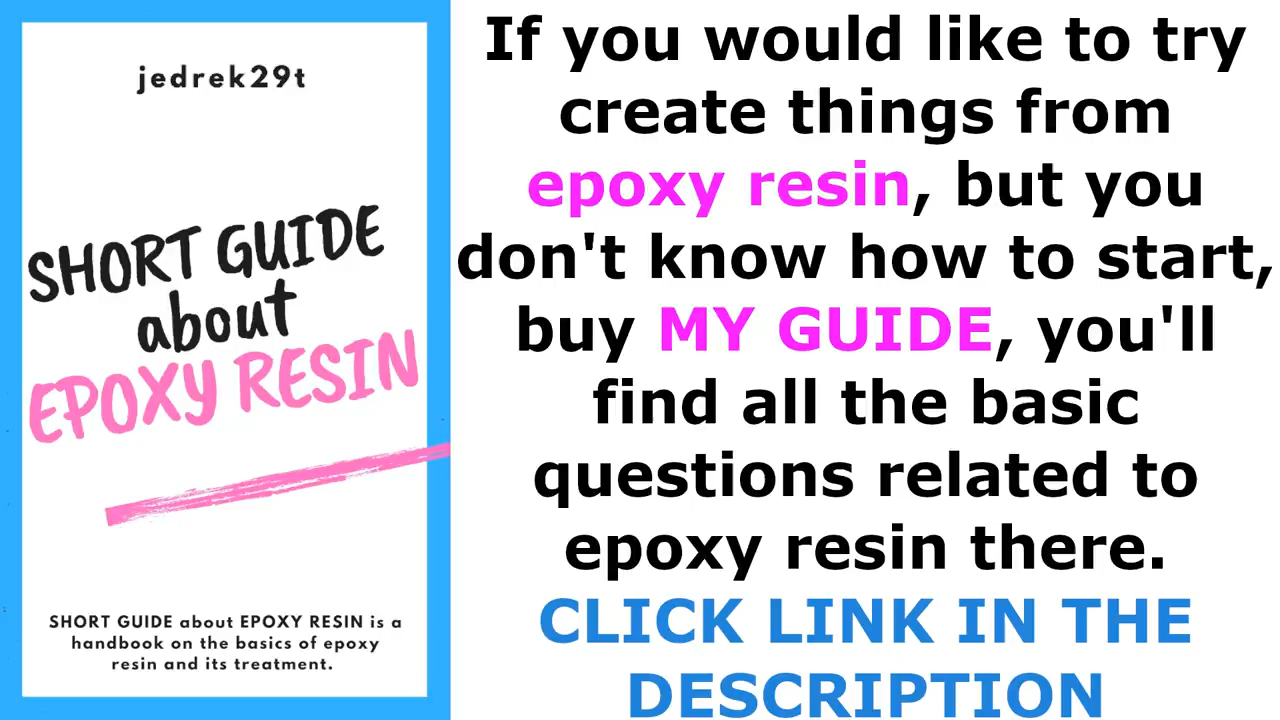 jedrek29t
SHORT GUIDE
about
EPOXY RESIN
SHORT GUIDE about EPOXY RESIN is a
handbook on the basics of epoxy
resin and its treatment.
If you would like to try
create things from
epoxy resin, but you
don't know how to start,
buy MY GUIDE, you'll
find all the basic
questions related to
epoxy resin there.
CLICK LINK IN THE
DESCRIPTION